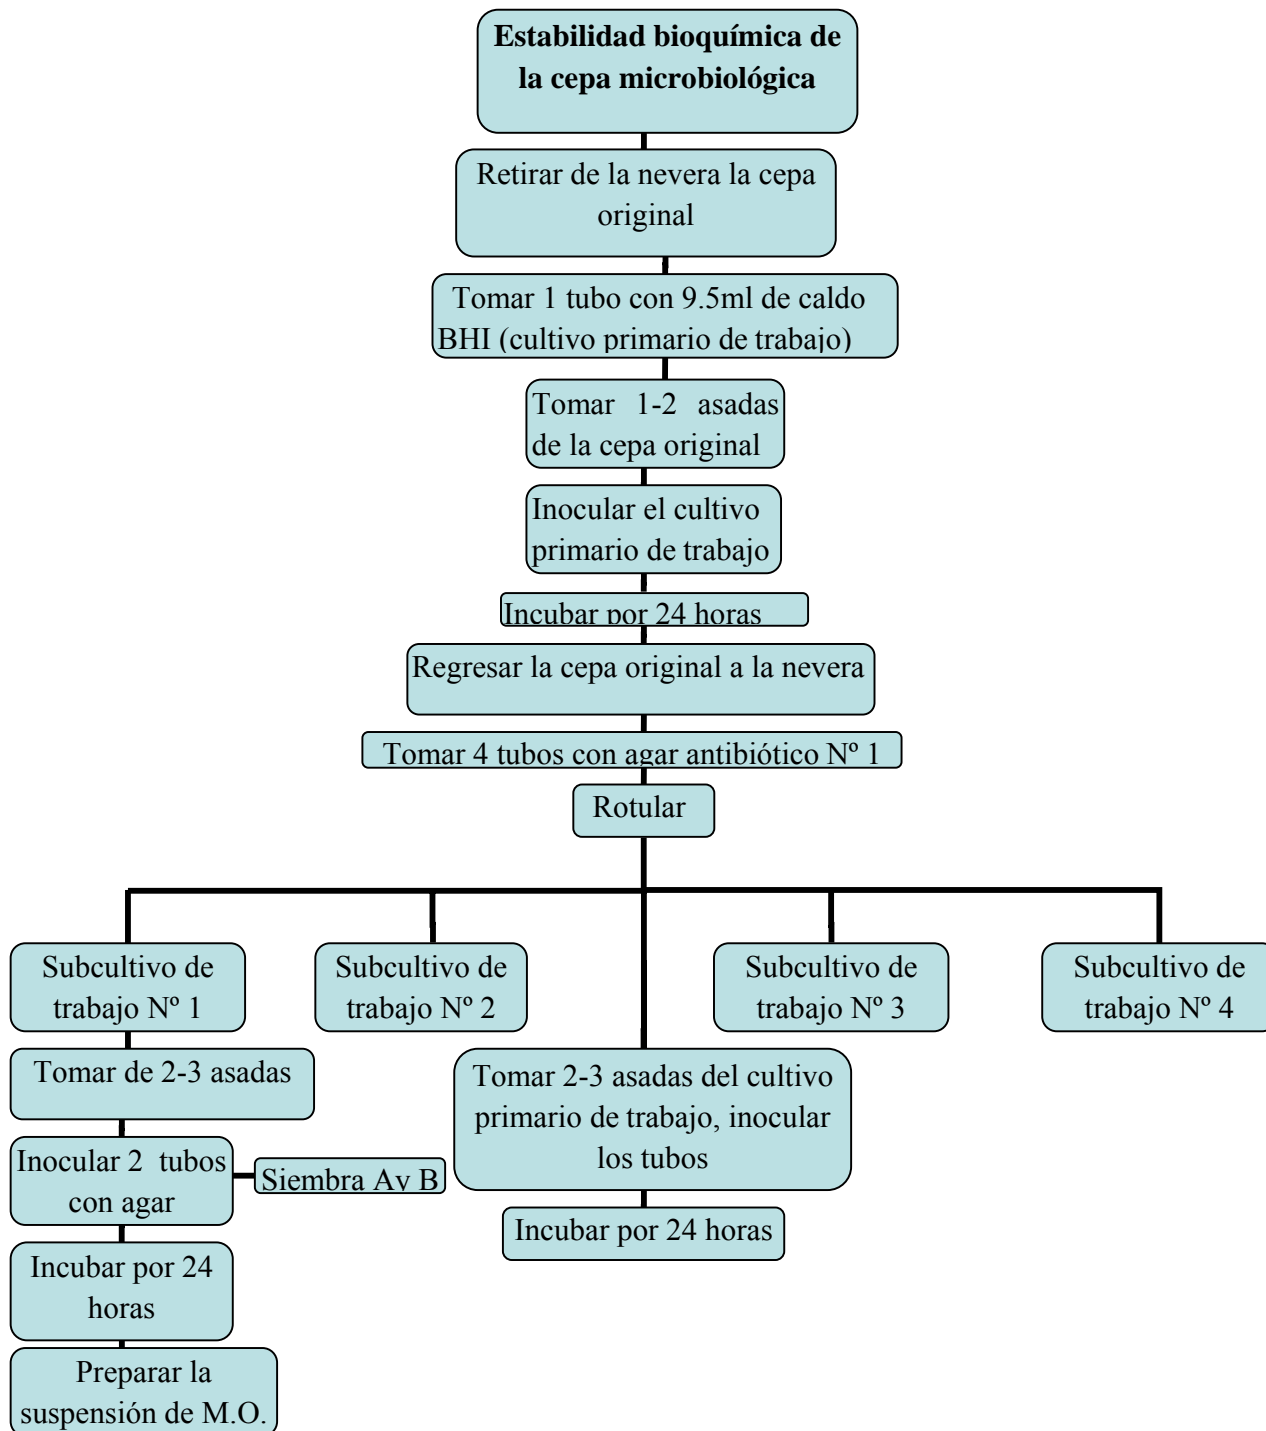 Estabilidad bioquímica de
la cepa microbiológica
Retirar de la nevera la cepa
original
Tomar 1 tubo con 9.5ml de caldo
BHI (cultivo primario de trabajo)
Tomar 1-2 asadas
de la cepa original
Inocular el cultivo
primario de trabajo
Incubar por 24 horas
Regresar la cepa original a la nevera
Tomar 4 tubos con agar antibiótico Nº 1
Rotular
Subcultivo de
trabajo Nº 1
Subcultivo de
trabajo Nº 2
Subcultivo de
trabajo Nº 3
Subcultivo de
trabajo Nº 4
Tomar de 2-3 asadas
Inocular 2 tubos
con agar
Siembra Ay B
Incubar por 24
horas
Preparar la
suspensión de M.O.
Tomar 2-3 asadas del cultivo
primario de trabajo, inocular
los tubos
Incubar por 24 horas